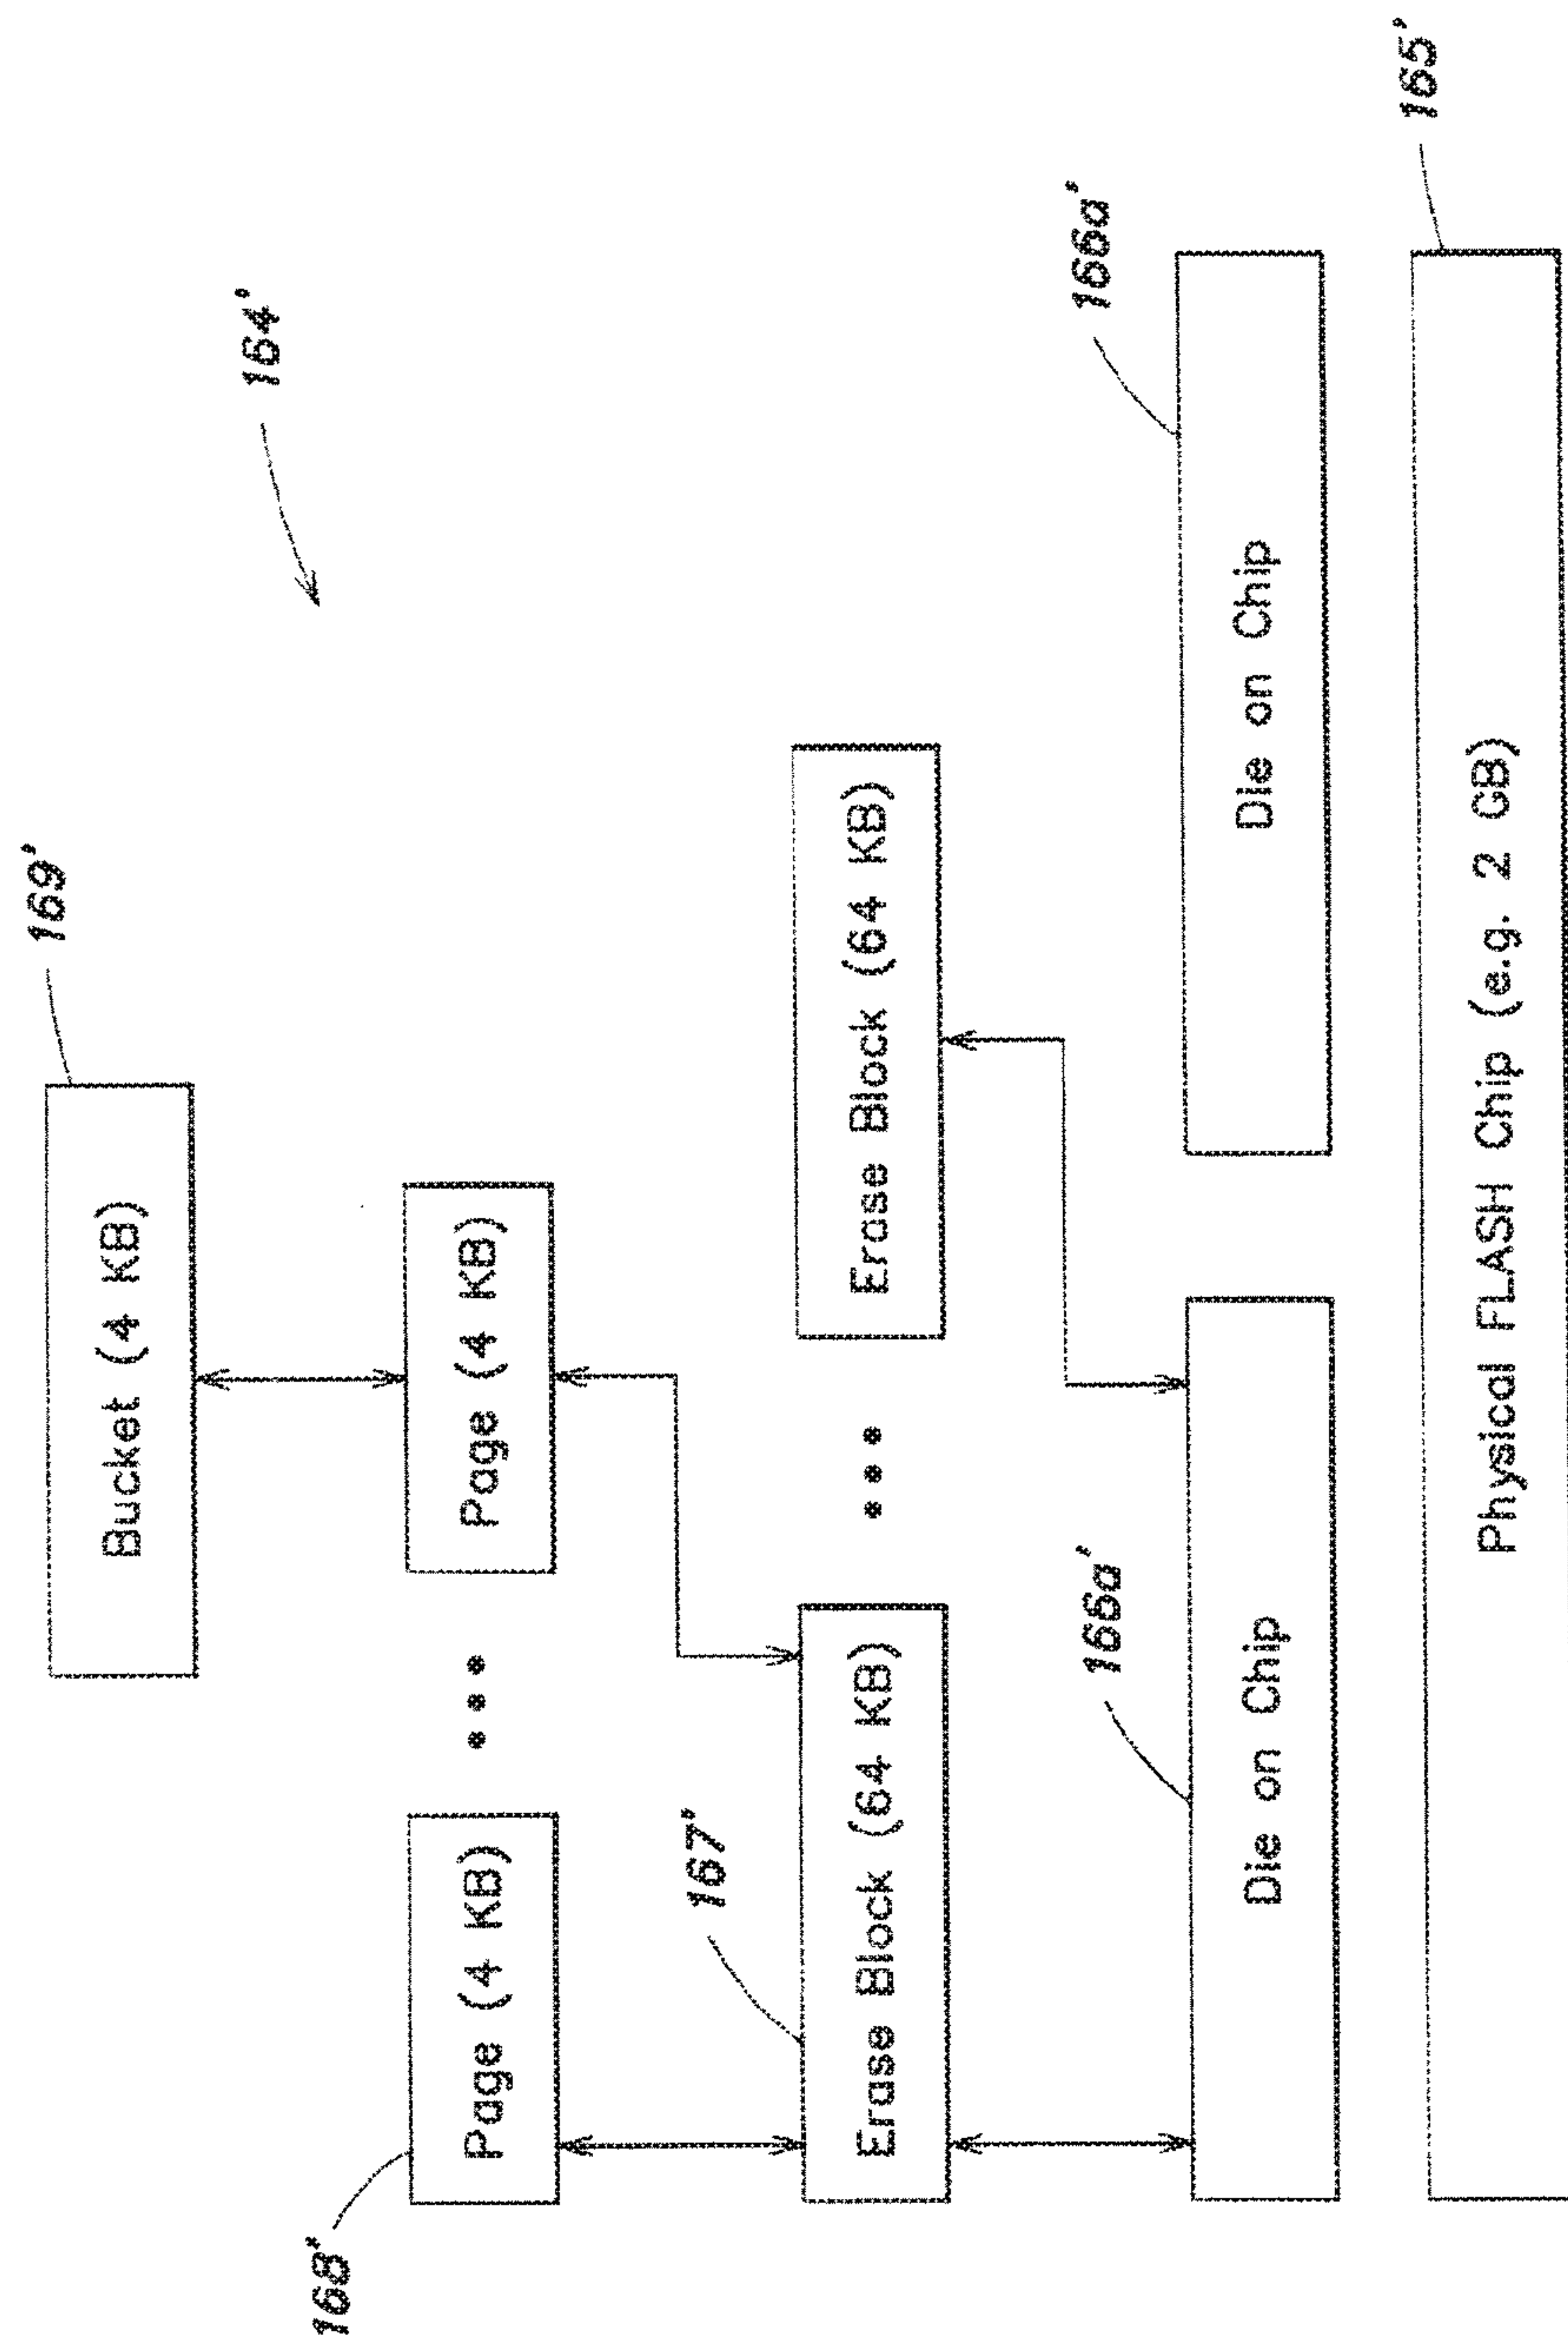 169'
Bucket (4 KB)
164'
168'
Page (4 KB)
• • •
Page (4 KB)
167'
Erase Block (64 KB)
• • •
Erase Block (64 KB)
166a'
Die on Chip
166a'
Die on Chip
165'
Physical FLASH Chip (e.g. 2 GB)